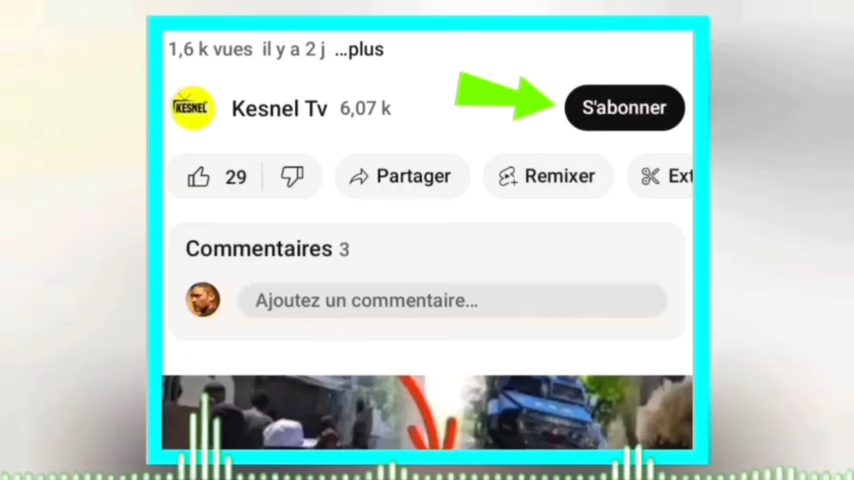 1,6 k vues il y a 2 j ...plus
KESNEL
Kesnel Tv 6,07 k
S'abonner
29
Partager
Remixer
Ext
Commentaires 3
Ajoutez un commentaire...